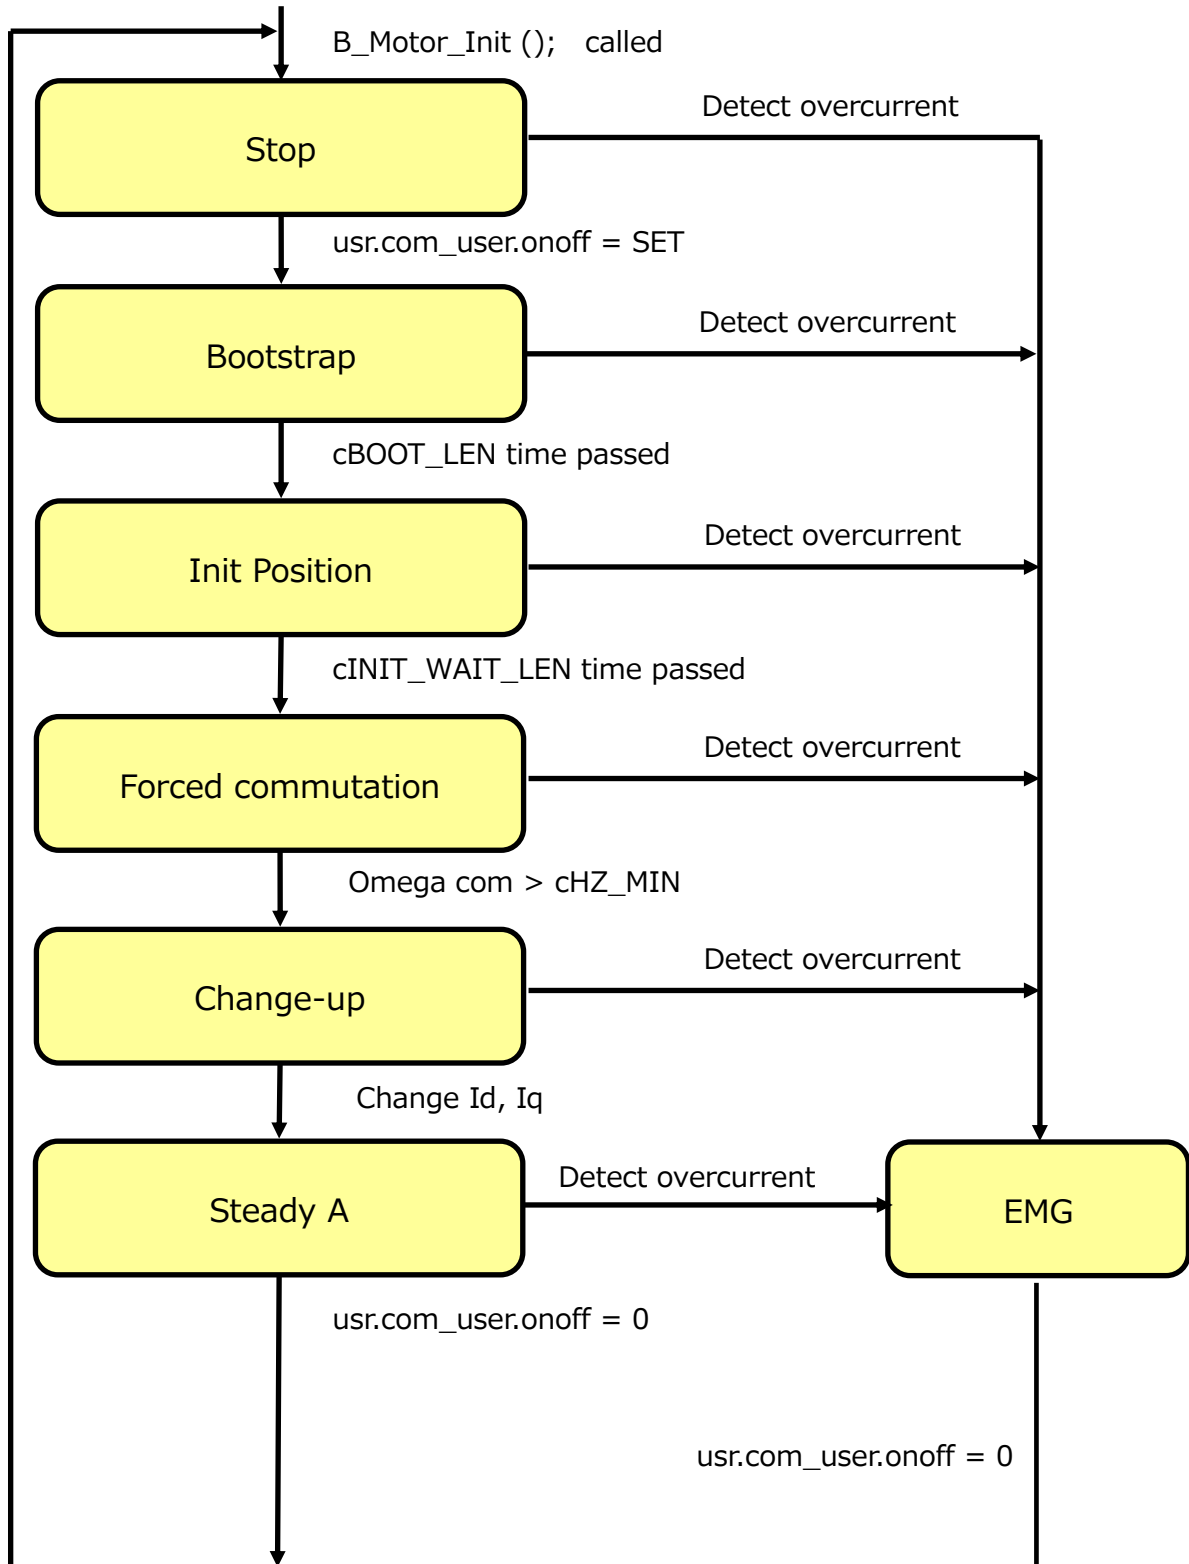 B_Motor_Init ();   called
Detect overcurrent
Stop
usr.com_user.onoff = SET
Detect overcurrent
Bootstrap
cBOOT_LEN time passed
Detect overcurrent
Init Position
cINIT_WAIT_LEN time passed
Detect overcurrent
Forced commutation
Omega com > cHZ_MIN
Detect overcurrent
Change-up
Change Id, Iq
Detect overcurrent
Steady A
EMG
usr.com_user.onoff = 0
usr.com_user.onoff = 0